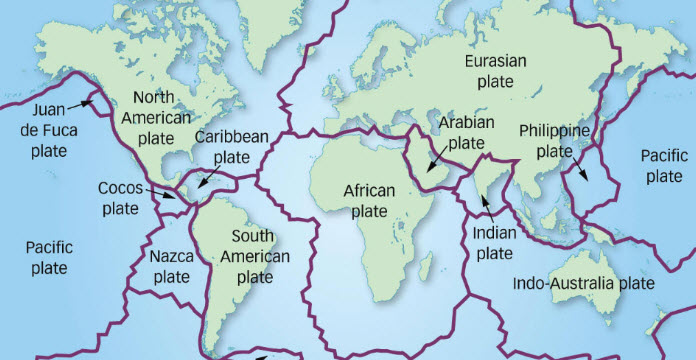 Eurasian
plate
North
American
plate
Juan
de Fuca
plate
Caribbean
plate
Arabian
plate
Philippine
plate
Pacific
plate
Cocos
plate
African
plate
Indian
plate
Pacific
plate
Nazca
plate
South
American
plate
Indo-Australia plate